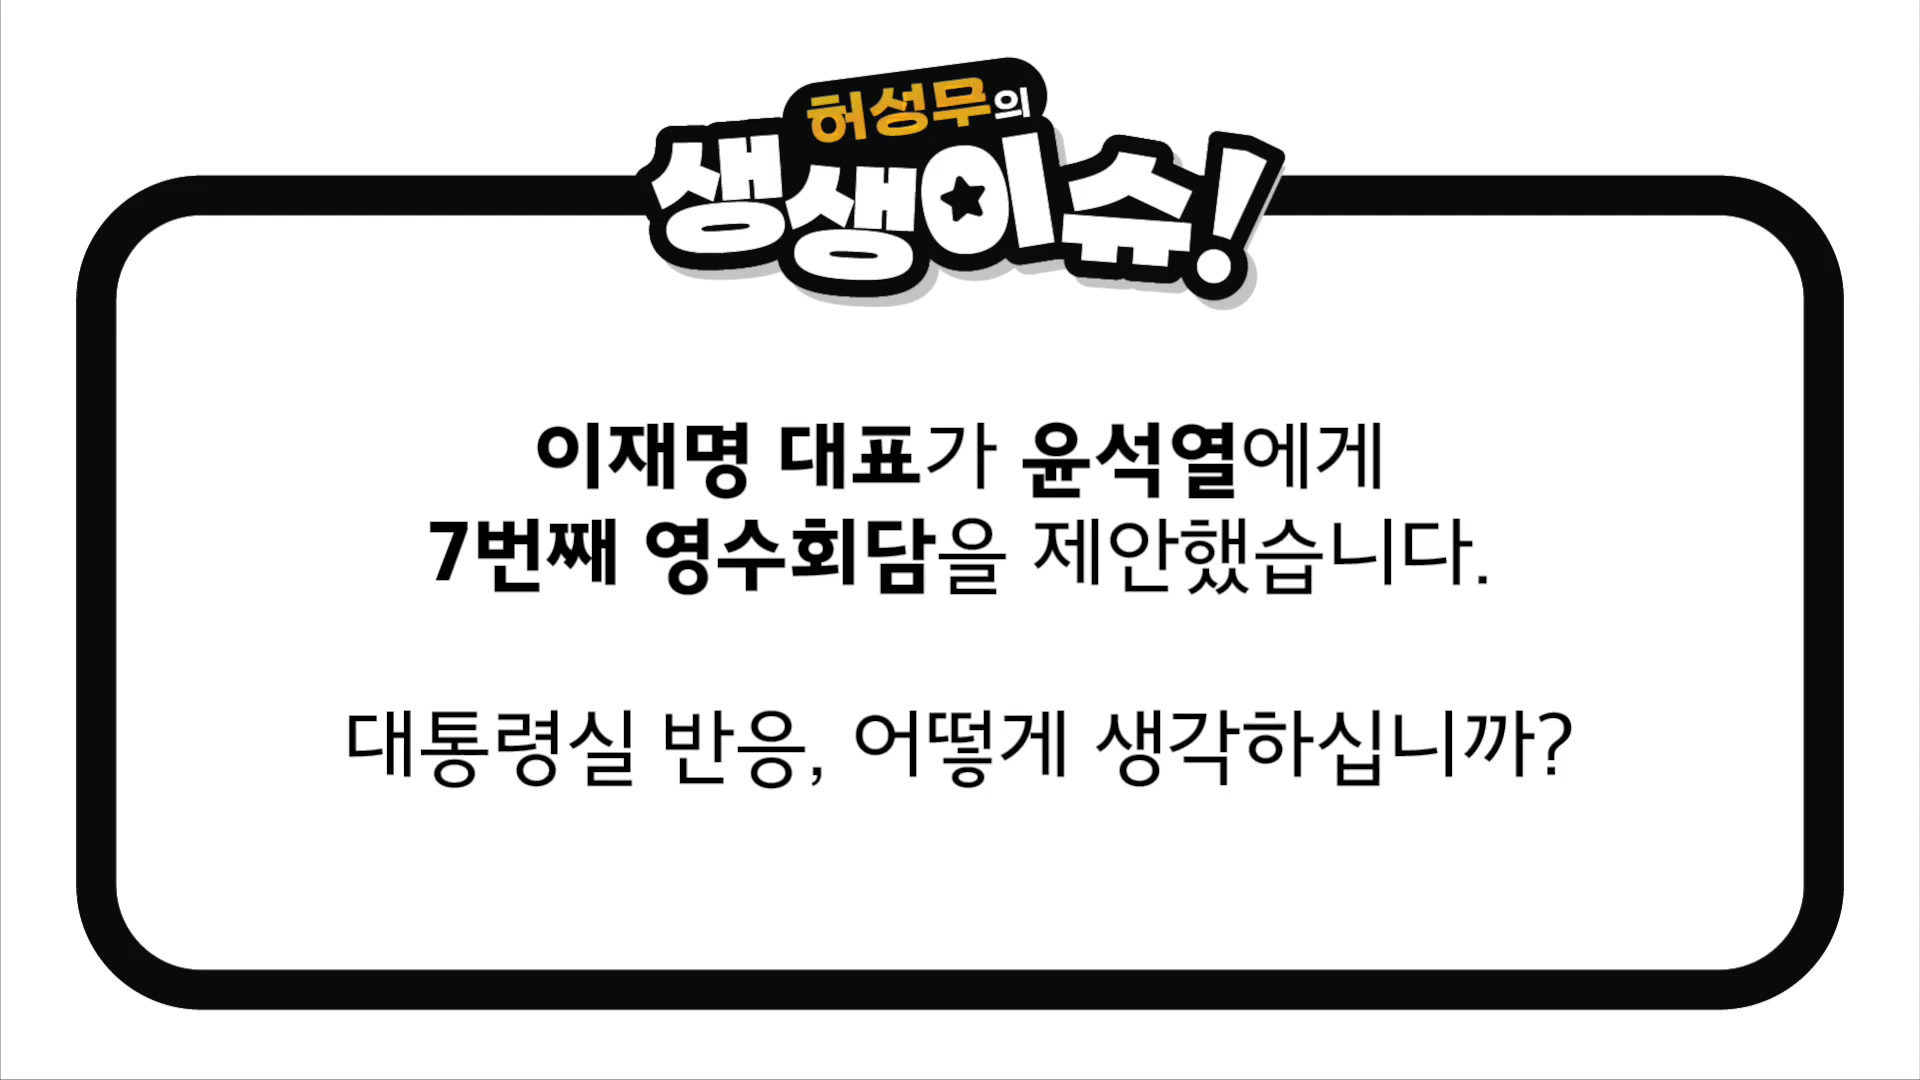 허성무의
생생이슈!
이재명 대표가 윤석열에게
7번째 영수회담을 제안했습니다.
대통령실 반응, 어떻게 생각하십니까?